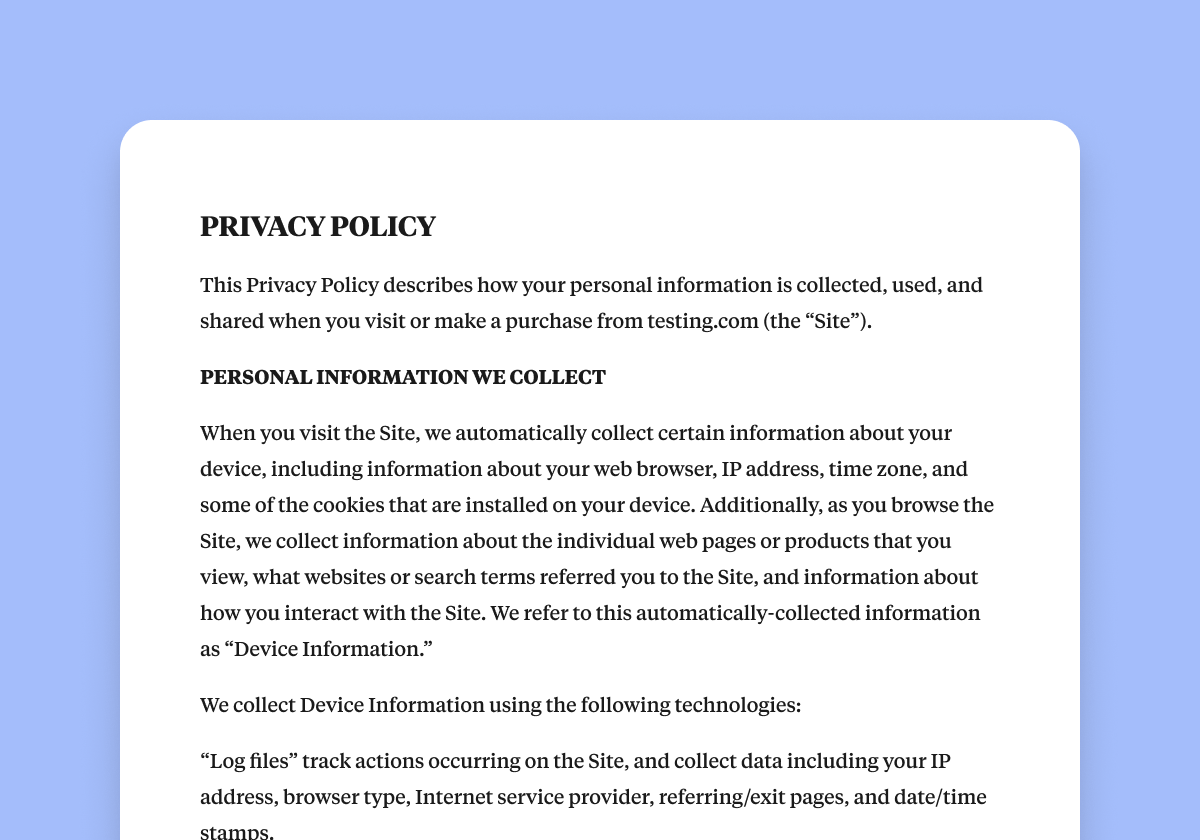 PRIVACY POLICY
This Privacy Policy describes how your personal information is collected, used, and
shared when you visit or make a purchase from testing.com (the “Site”).
PERSONAL INFORMATION WE COLLECT
When you visit the Site, we automatically collect certain information about your
device, including information about your web browser, IP address, time zone, and
some of the cookies that are installed on your device. Additionally, as you browse the
Site, we collect information about the individual web pages or products that you
view, what websites or search terms referred you to the Site, and information about
how you interact with the Site. We refer to this automatically-collected information
as “Device Information.”
We collect Device Information using the following technologies:
“Log files” track actions occurring on the Site, and collect data including your IP
address, browser type, Internet service provider, referring/exit pages, and date/time
stamps.